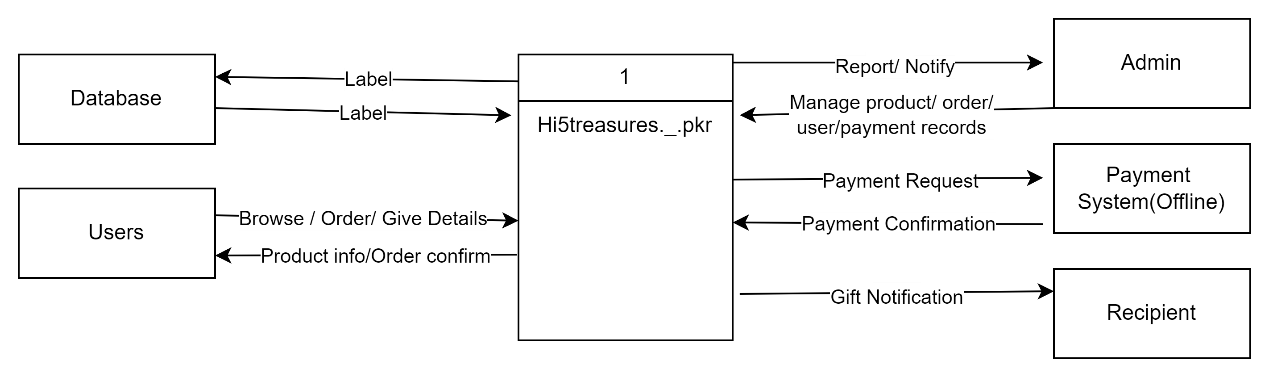 Database
Label
Label
Users
Browse / Order/ Give Details
Product info/Order confirm
1
Hi5treasures._.pkr
Report/ Notify
Manage product/ order/
user/payment records
Payment Request
Payment Confirmation
Gift Notification
Admin
Payment
System(Offline)
Recipient